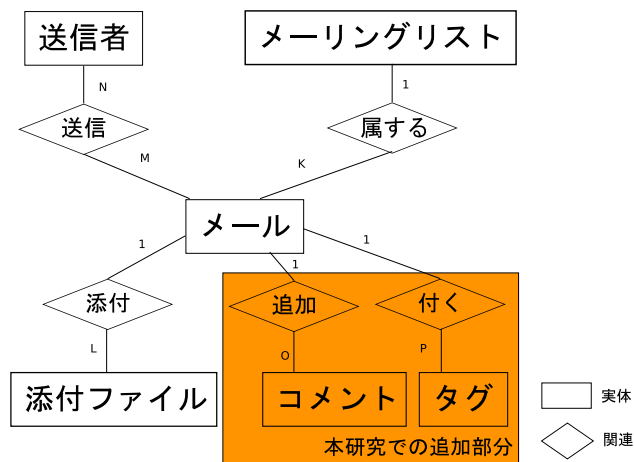 送信者
メーリングリスト
N
1
送信
属する
M
K
メール
1
1
1
添付
追加
付く
L
O
P
添付ファイル
コメント
タグ
実体
本研究での追加部分
関連